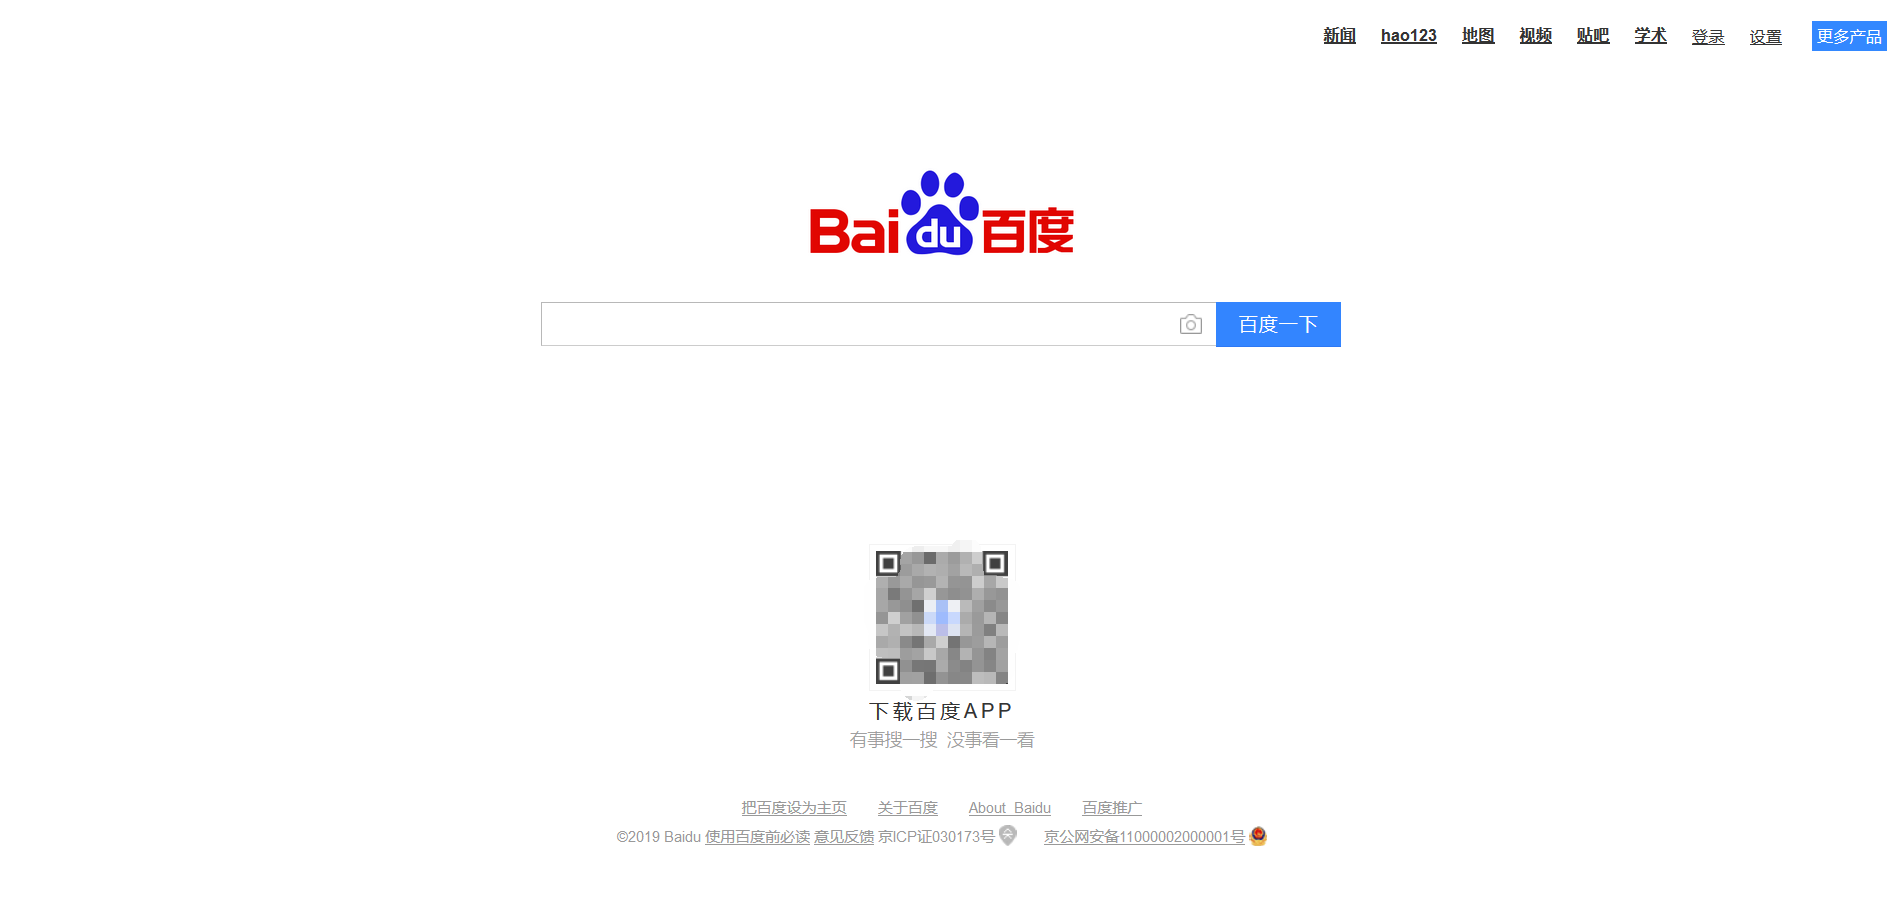 新闻 hao123 地图 视频 贴吧 学术 登录 设置 更多产品
Bai du 百度
百度一下
下载百度APP
有事搜一搜 没事看一看
把百度设为主页 关于百度 About Baidu 百度推广
©2019 Baidu 使用百度前必读 意见反馈 京ICP证030173号 京公网安备11000002000001号